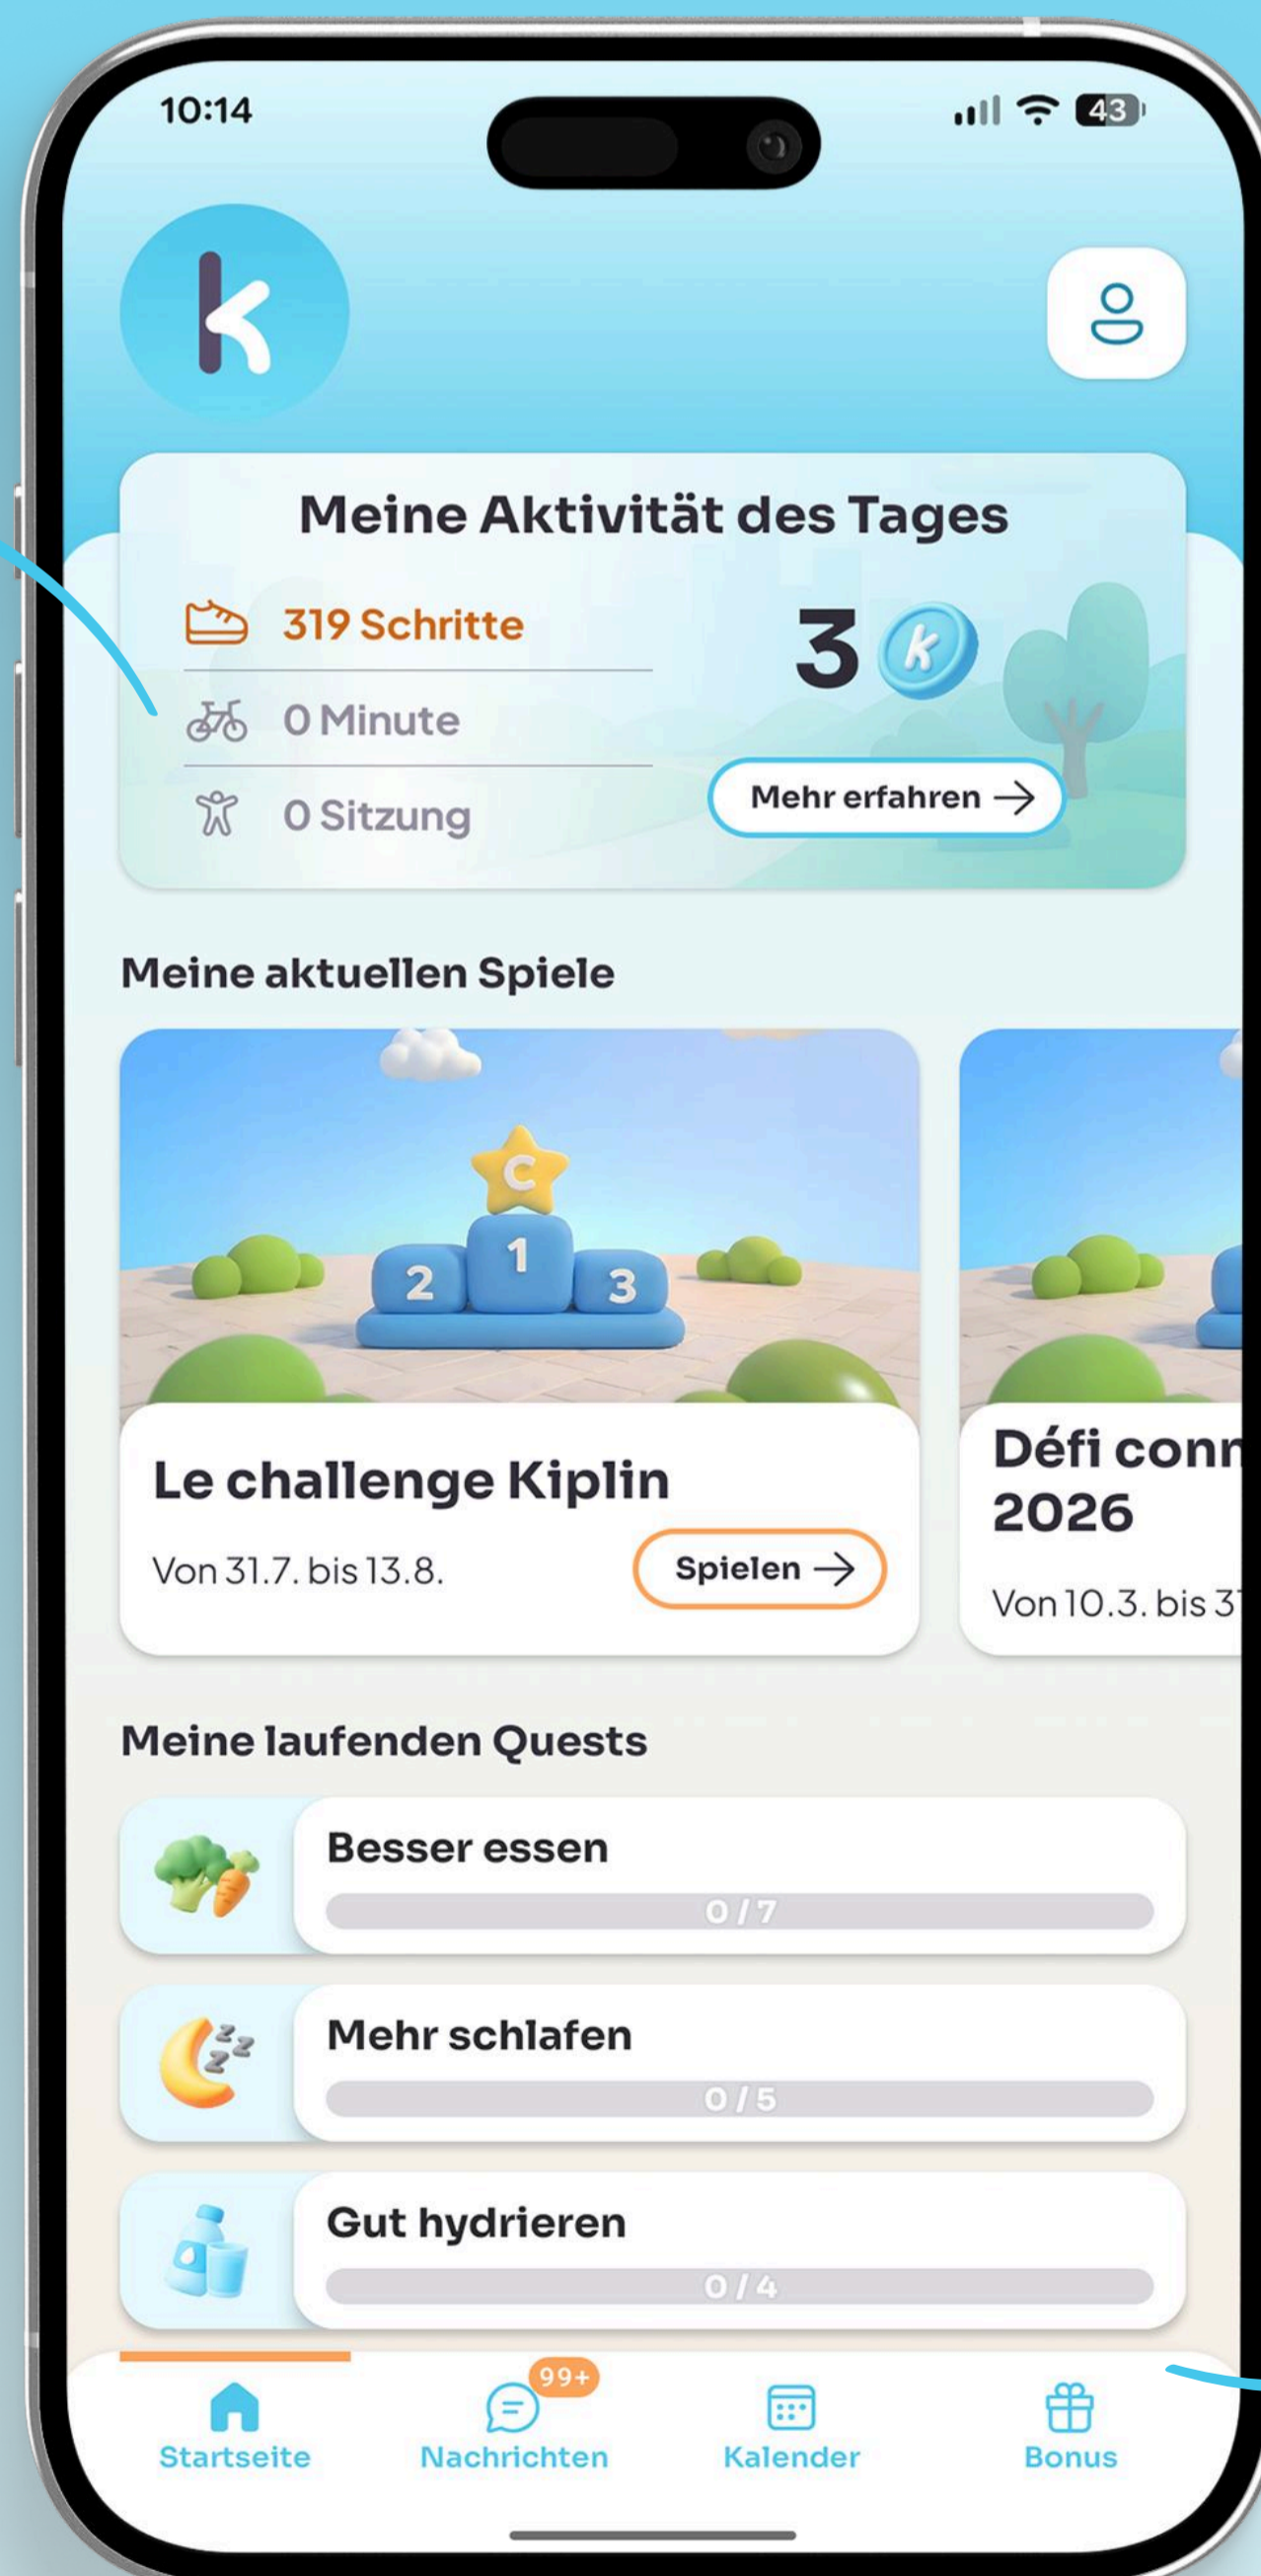 10:14
43
k
Meine Aktivität des Tages
319 Schritte
3 k
0 Minute
0 Sitzung
Mehr erfahren →
Meine aktuellen Spiele
C
1
2
3
Le challenge Kiplin
Von 31.7. bis 13.8.
Spielen →
Défi
2026
Von 10.3. bis
Meine laufenden Quests
Besser essen
0 / 7
Mehr schlafen
0 / 5
Gut hydrieren
0 / 4
99+
Startseite
Nachrichten
Kalender
Bonus